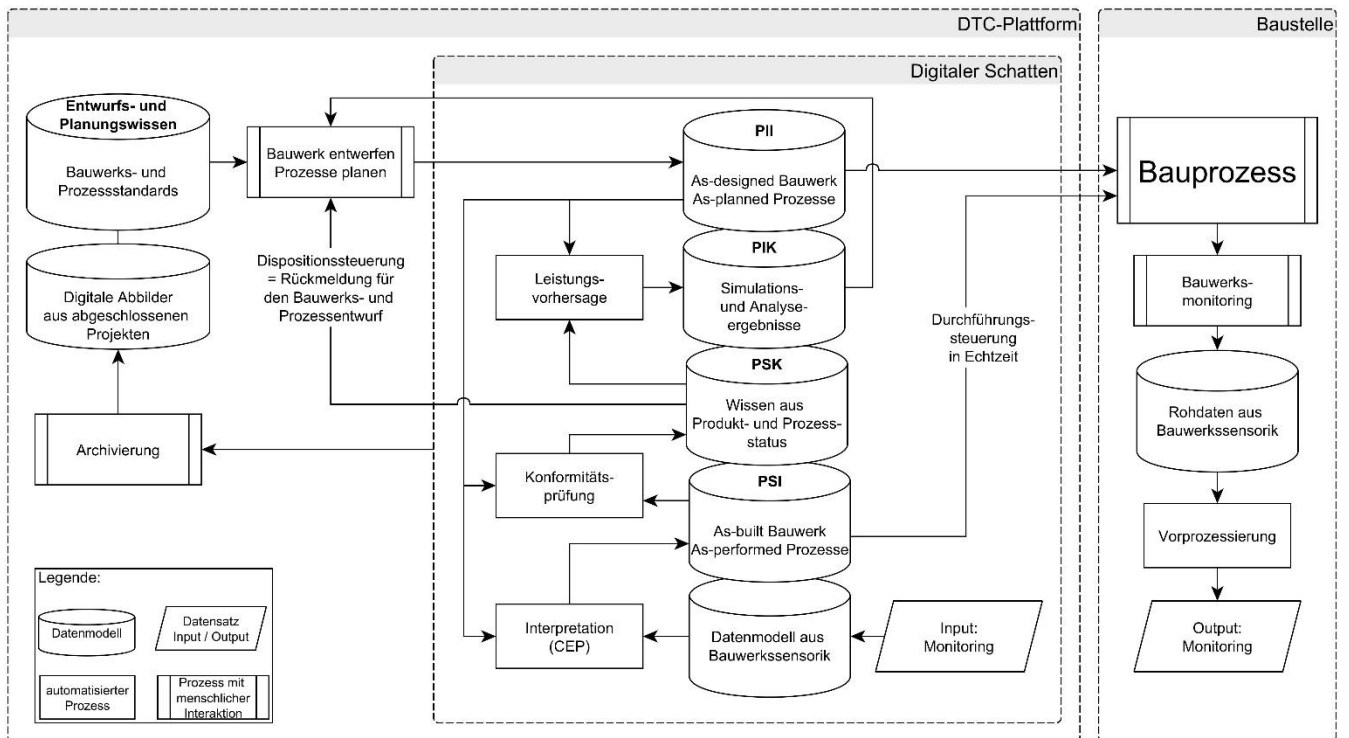 DTC-Plattform
Baustelle
Digitaler Schatten
Entwurfs- und
Planungswissen
Bauwerks- und
Prozessstandards
Digitale Abbilder
aus abgeschlossenen
Projekten
Archivierung
Bauwerk entwerfen
Prozesse planen
Dispositionssteuerung
= Rückmeldung für
den Bauwerks- und
Prozessentwurf
PII
As-designed Bauwerk
As-planned Prozesse
Leistungs-
vorhersage
PIK
Simulations-
und Analyse-
ergebnisse
PSK
Wissen aus
Produkt- und Prozess-
status
Konformitäts-
prüfung
PSI
As-built Bauwerk
As-performed Prozesse
Interpretation
(CEP)
Datenmodell aus
Bauwerkssensorik
Input:
Monitoring
Durchführungs-
steuerung
in Echtzeit
Bauprozess
Bauwerks-
monitoring
Rohdaten aus
Bauwerkssensorik
Vorprozessierung
Output:
Monitoring
Legende:
Datenmodell
Datensatz
Input / Output
automatisierter
Prozess
Prozess mit
menschlicher
Interaktion